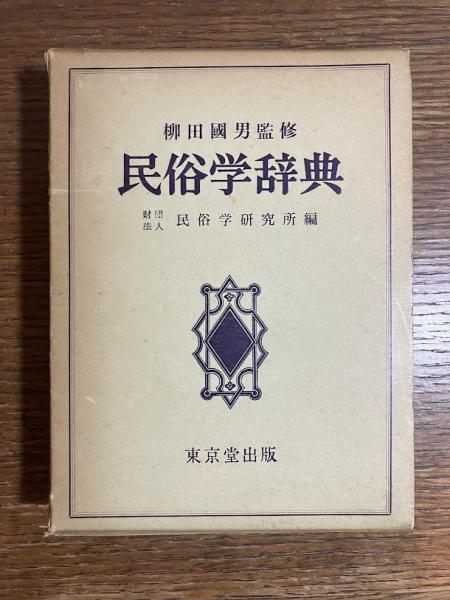 柳田國男監修
民俗学辞典
財団法人 民俗学研究所編
東京堂出版